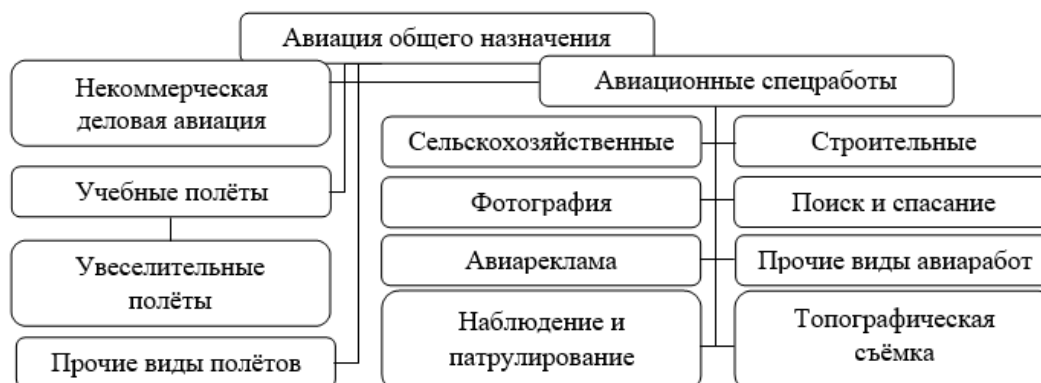 Авиация общего назначения
Некоммерческая
деловая авиация
Авиационные спецработы
Сельскохозяйственные
Строительные
Учебные полёты
Фотография
Поиск и спасание
Увеселительные
полёты
Авиареклама
Прочие виды авиаработ
Наблюдение и
патрулирование
Топографическая
съёмка
Прочие виды полётов